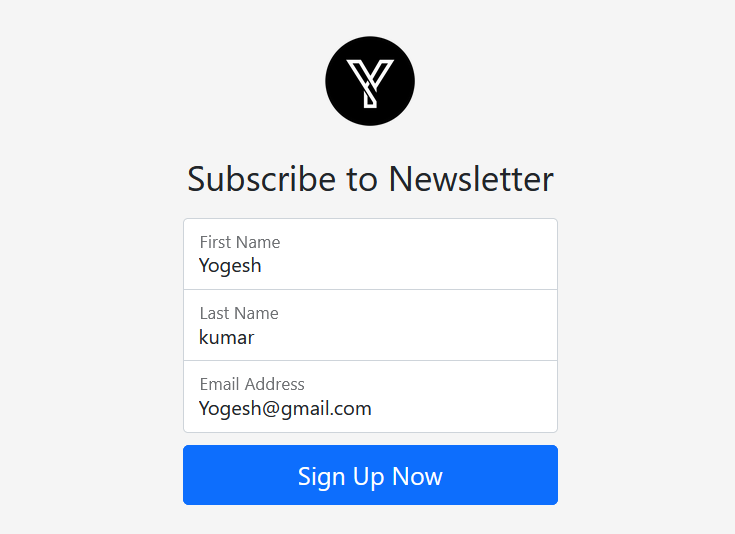 Y
Subscribe to Newsletter
First Name
Yogesh
Last Name
kumar
Email Address
Yogesh@gmail.com
Sign Up Now